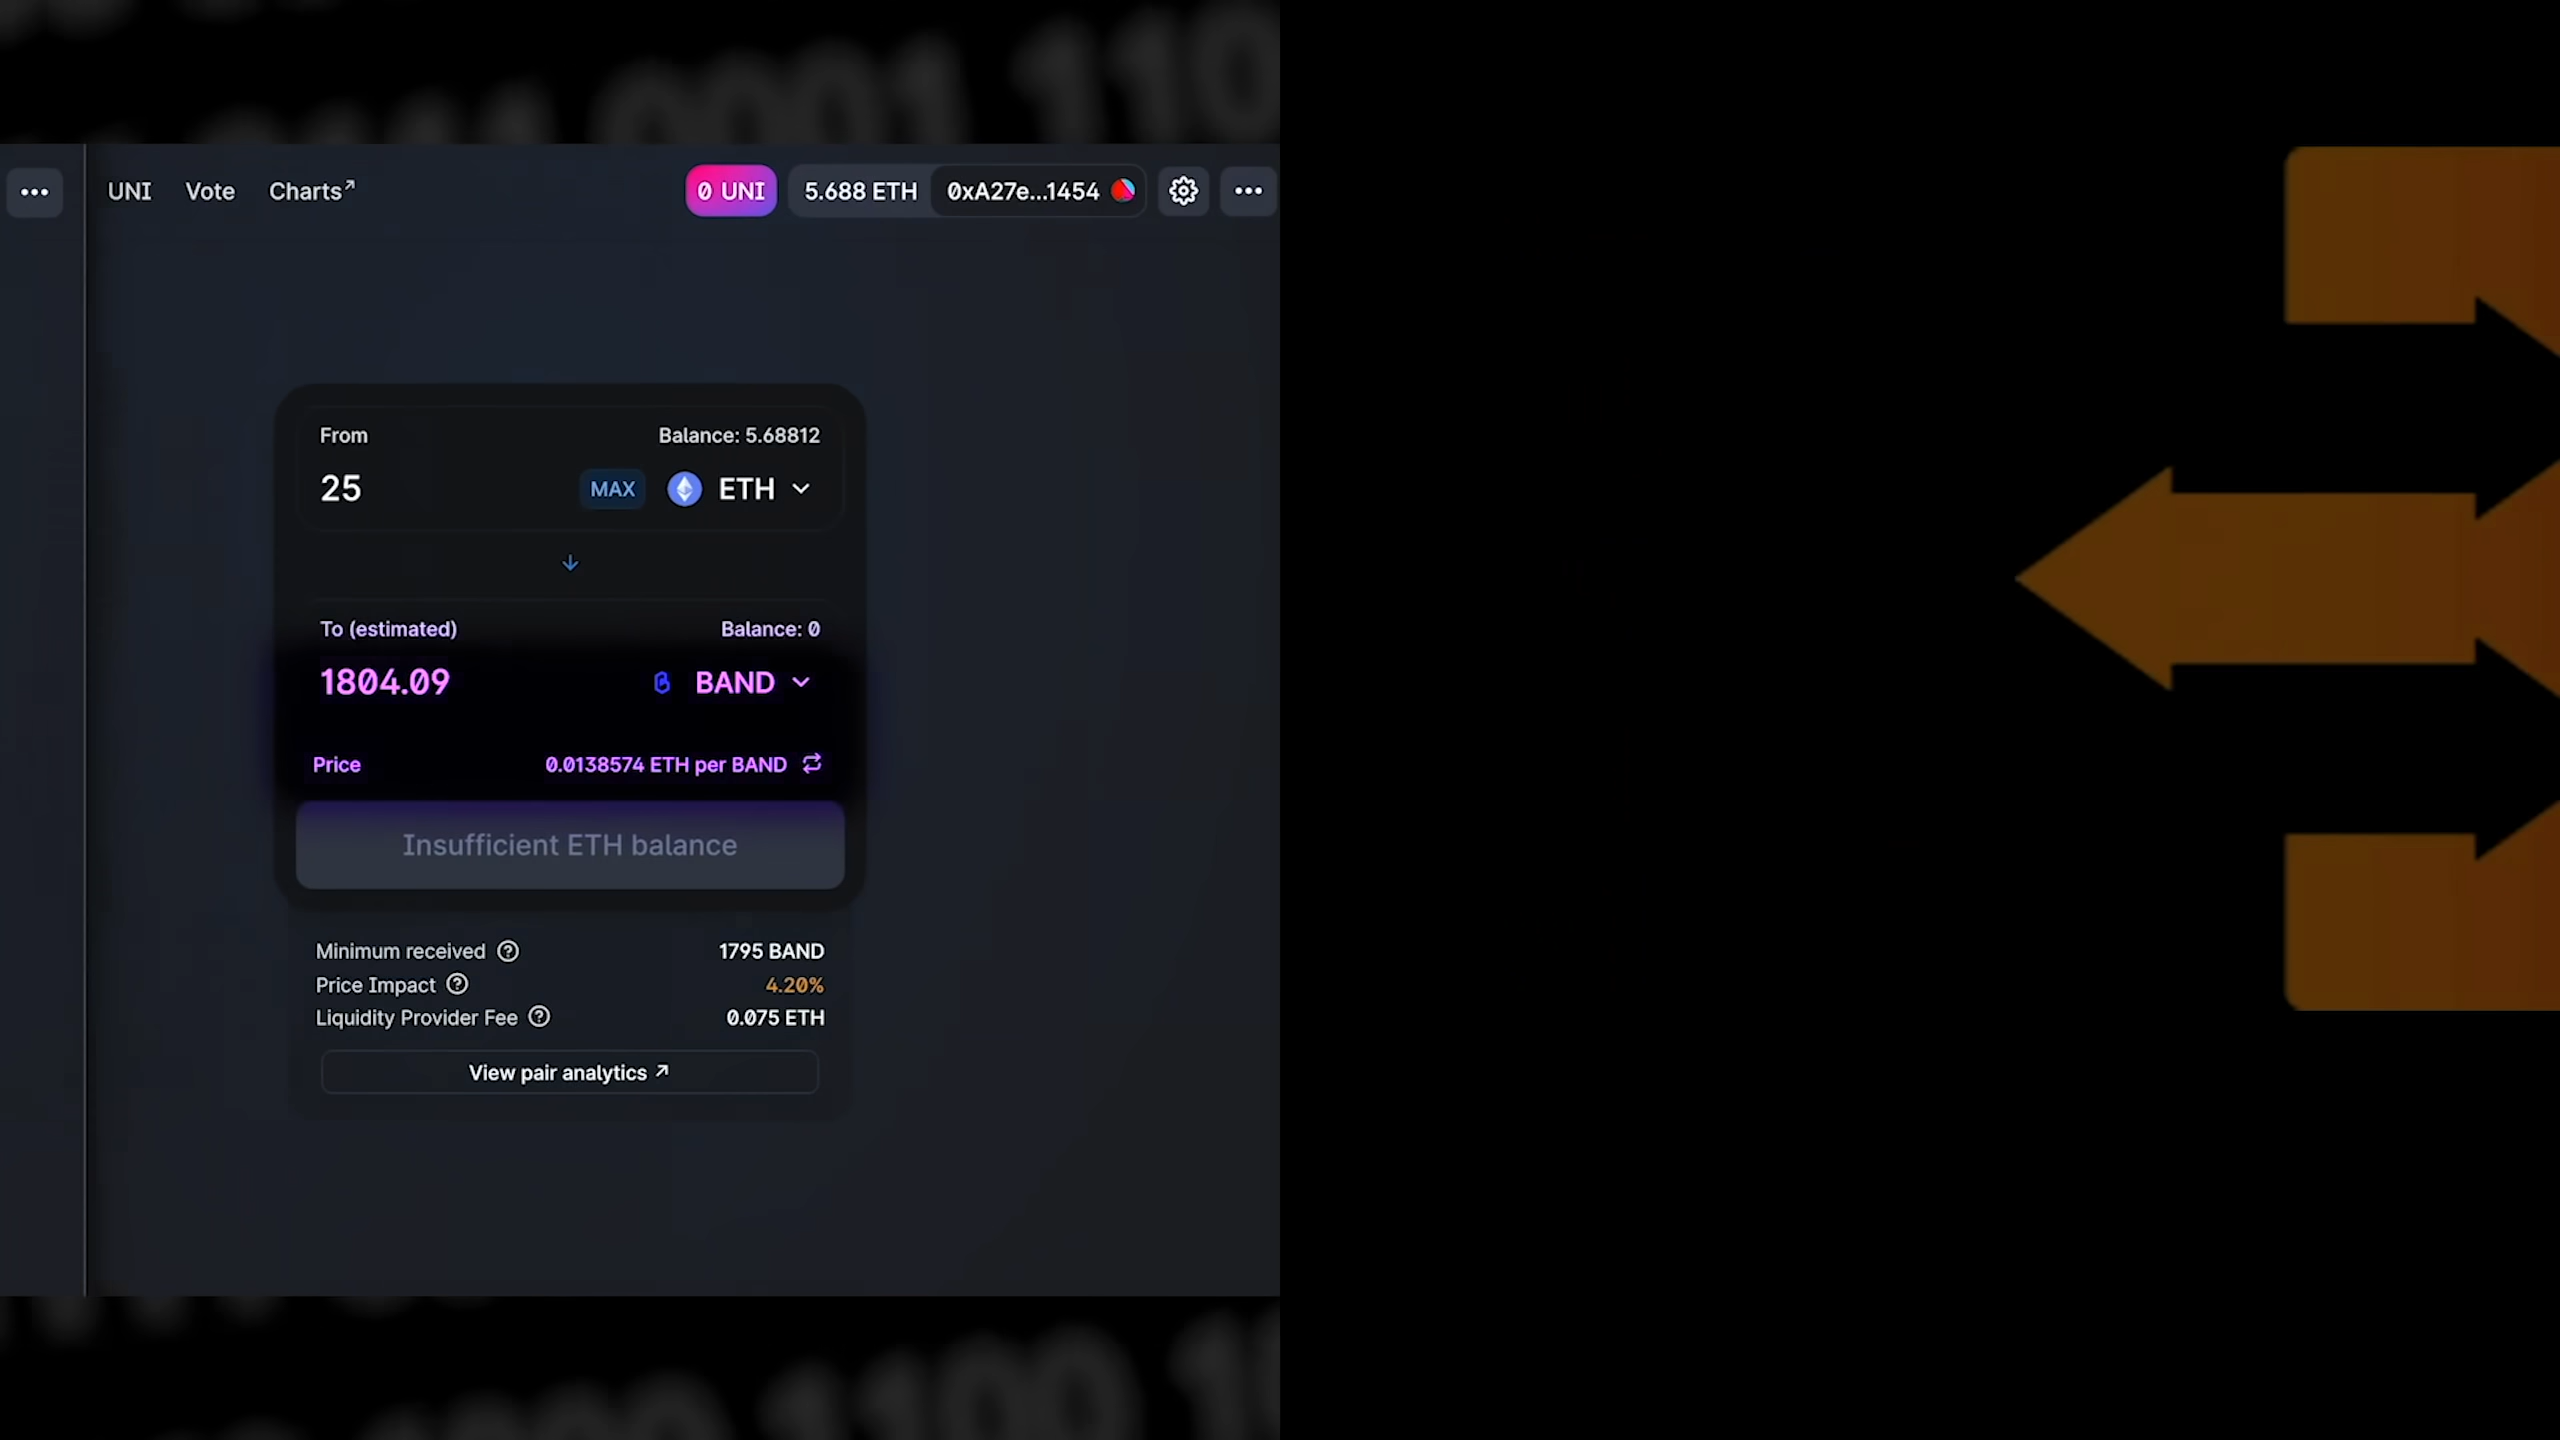 UNI Vote Charts↗ 0 UNI 5.688 ETH 0xA27e...1454
From Balance: 5.68812
25 MAX ETH
To (estimated) Balance: 0
1804.09 BAND
Price 0.0138574 ETH per BAND
Insufficient ETH balance
Minimum received 1795 BAND
Price Impact 4.20%
Liquidity Provider Fee 0.075 ETH
View pair analytics ↗